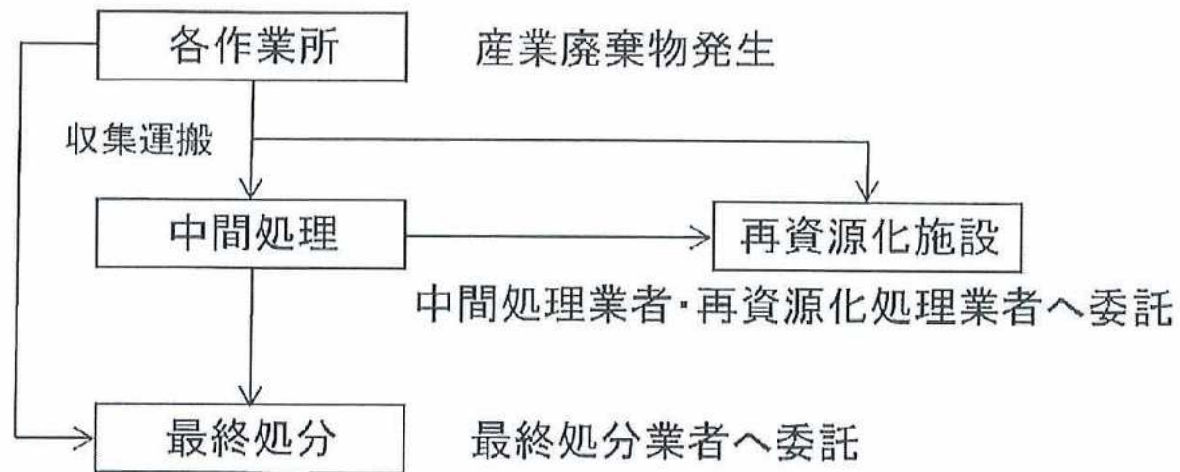 各作業所 産業廃棄物発生
収集運搬
中間処理 再資源化施設
中間処理業者・再資源化処理業者へ委託
最終処分 最終処分業者へ委託